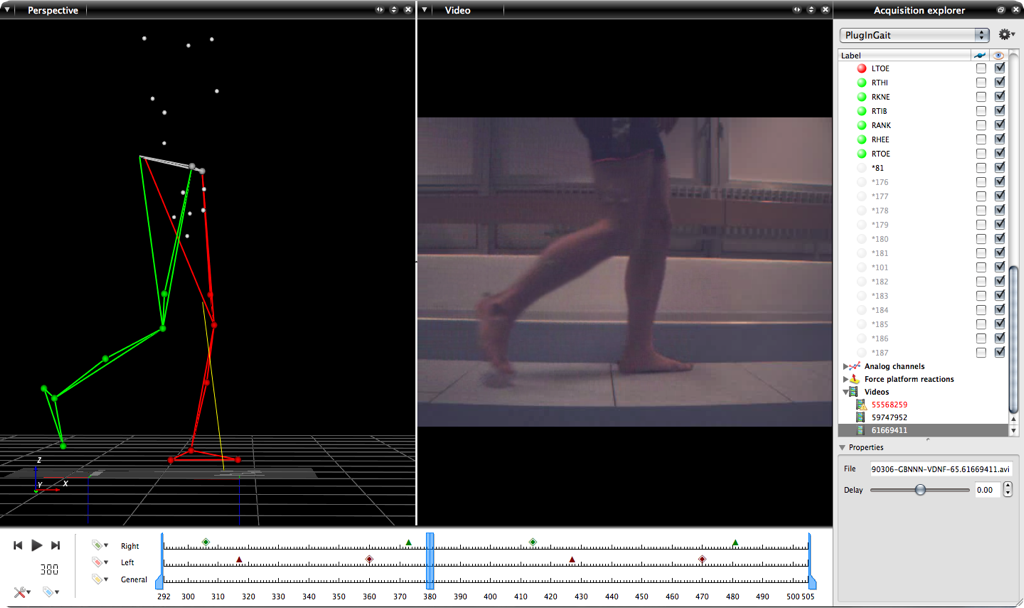 Perspective
Video
Acquisition explorer
PlugInGait
Label
LTOE
RTHI
RKNE
RTIB
RANK
RHEE
RTOE
*81
*176
*177
*178
*179
*180
*181
*101
*182
*183
*184
*185
*186
*187
Analog channels
Force platform reactions
Videos
55568259
59747952
61669411
Properties
File 90306-GBNNN-VDNF-65.61669411.avi
Delay 0.00
Z
Y X
Right
Left
General
380
292 300 310 320 330 340 350 360 370 380 390 400 410 420 430 440 450 460 470 480 490 500 505